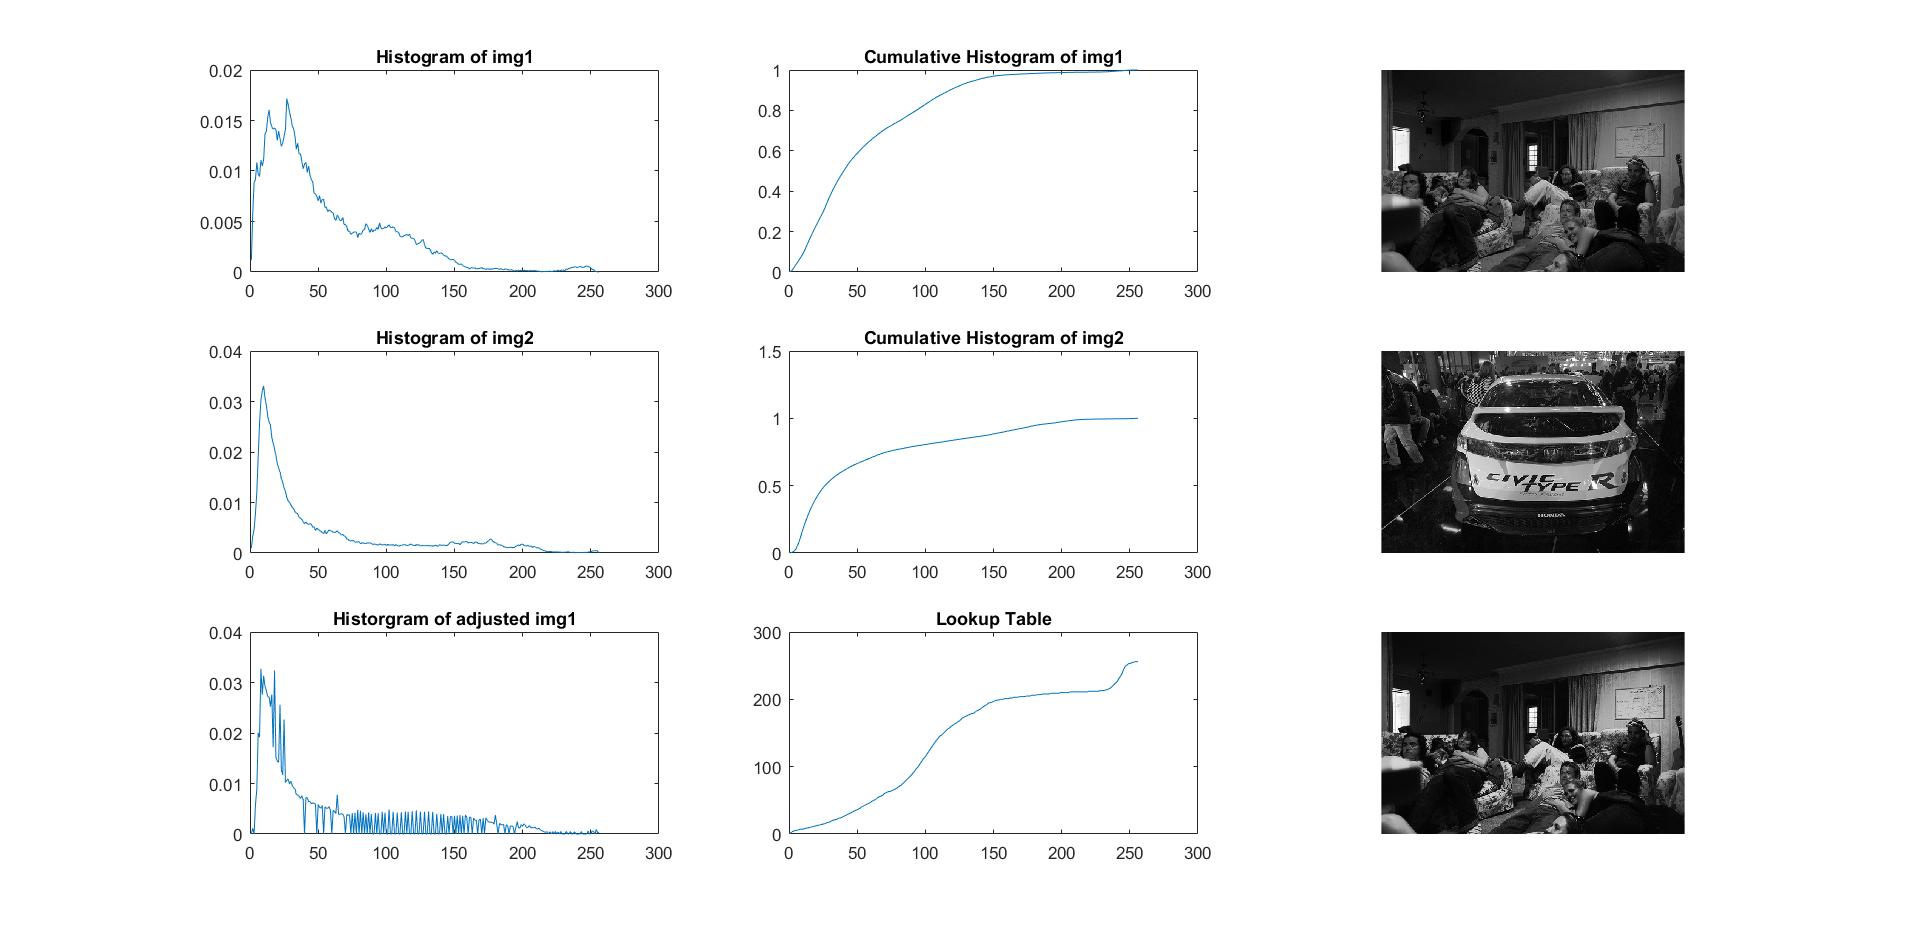 Histogram of img1
0.02
0.015
0.01
0.005
0
0 50 100 150 200 250 300
Cumulative Histogram of img1
1
0.8
0.6
0.4
0.2
0
0 50 100 150 200 250 300
Histogram of img2
0.04
0.03
0.02
0.01
0
0 50 100 150 200 250 300
Cumulative Histogram of img2
1.5
1
0.5
0
0 50 100 150 200 250 300
CIVIC
TYPE R
HONDA
Historgram of adjusted img1
0.04
0.03
0.02
0.01
0
0 50 100 150 200 250 300
Lookup Table
300
200
100
0
0 50 100 150 200 250 300